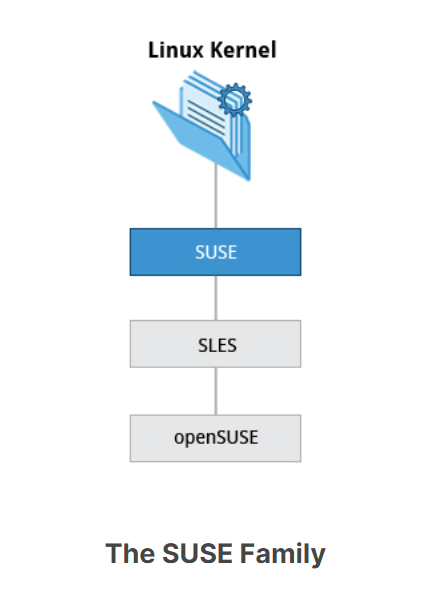 Linux Kernel
SUSE
SLES
openSUSE
The SUSE Family